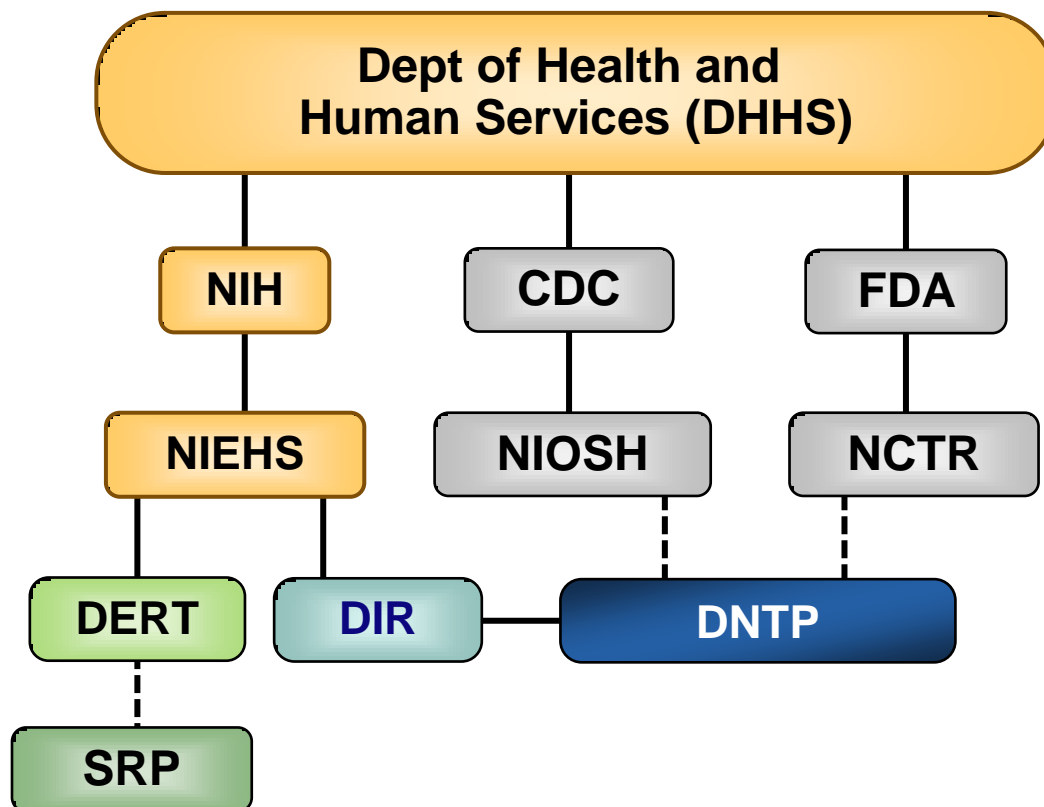 Dept of Health and
Human Services (DHHS)
NIH
CDC
FDA
NIEHS
NIOSH
NCTR
DERT
DIR
DNTP
SRP